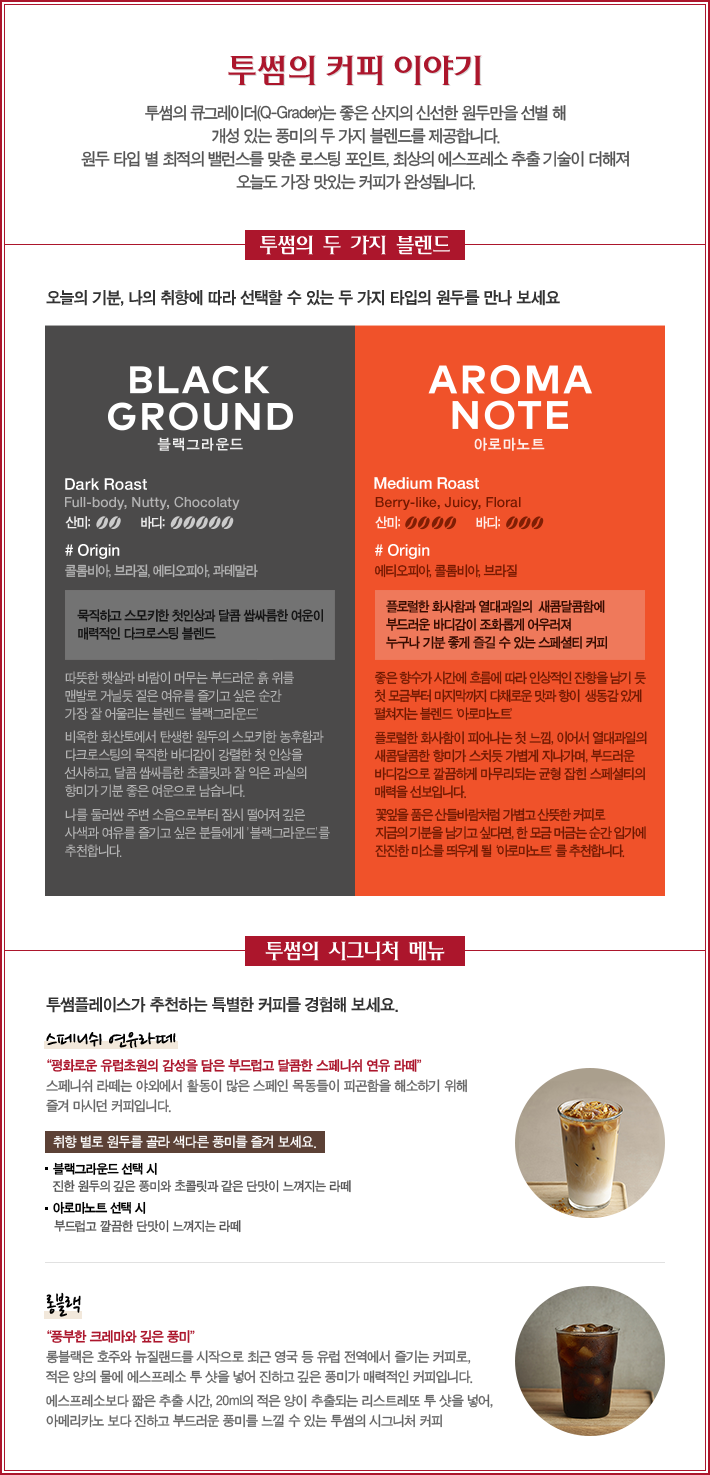 투썸의 커피 이야기
투썸의 큐그레이더(Q-Grader)는 좋은 산지의 신선한 원두만을 선별 해
개성 있는 풍미의 두 가지 블렌드를 제공합니다.
원두 타입 별 최적의 밸런스를 맞춘 로스팅 포인트, 최상의 에스프레소 추출 기술이 더해져
오늘도 가장 맛있는 커피가 완성됩니다.
투썸의 두 가지 블렌드
오늘의 기분, 나의 취향에 따라 선택할 수 있는 두 가지 타입의 원두를 만나 보세요
BLACK
GROUND
블랙그라운드
Dark Roast
Full-body, Nutty, Chocolaty
산미: 바디:
# Origin
콜롬비아, 브라질, 에티오피아, 과테말라
묵직하고 스모키한 첫인상과 달콤 쌉싸름한 여운이
매력적인 다크로스팅 블렌드
따뜻한 햇살과 바람이 머무는 부드러운 흙 위를
맨발로 거닐듯 짙은 여유를 즐기고 싶은 순간
가장 잘 어울리는 블렌드 '블랙그라운드'
비옥한 화산토에서 탄생한 원두의 스모키한 농후함과
다크로스팅의 묵직한 바디감이 강렬한 첫 인상을
선사하고, 달콤 쌉싸름한 초콜릿과 잘 익은 과실의
향미가 기분 좋은 여운으로 남습니다.
나를 둘러싼 주변 소음으로부터 잠시 떨어져 깊은
사색과 여유를 즐기고 싶은 분들에게 '블랙그라운드'를
추천합니다.
AROMA
NOTE
아로마노트
Medium Roast
Berry-like, Juicy, Floral
산미: 바디:
# Origin
에티오피아, 콜롬비아, 브라질
플로럴한 화사함과 열대과일의 새콤달콤함에
부드러운 바디감이 조화롭게 어우러져
누구나 기분 좋게 즐길 수 있는 스페셜티 커피
좋은 향수가 시간에 흐름에 따라 인상적인 잔향을 남기 듯
첫 모금부터 마지막까지 다채로운 맛과 향이 생동감 있게
펼쳐지는 블렌드 '아로마노트'
플로럴한 화사함이 피어나는 첫 느낌, 이어서 열대과일의
새콤달콤한 향미가 스치듯 가볍게 지나가며, 부드러운
바디감으로 깔끔하게 마무리되는 균형 잡힌 스페셜티의
매력을 선보입니다.
꽃잎을 품은 산들바람처럼 가볍고 산뜻한 커피로
지금의 기분을 남기고 싶다면, 한 모금 머금는 순간 입가에
잔잔한 미소를 띄우게 될 '아로마노트' 를 추천합니다.
투썸의 시그니처 메뉴
투썸플레이스가 추천하는 특별한 커피를 경험해 보세요.
스페니쉬 연유라떼
“평화로운 유럽초원의 감성을 담은 부드럽고 달콤한 스페니쉬 연유 라떼”
스페니쉬 라떼는 야외에서 활동이 많은 스페인 목동들이 피곤함을 해소하기 위해
즐겨 마시던 커피입니다.
취향 별로 원두를 골라 색다른 풍미를 즐겨 보세요.
▪ 블랙그라운드 선택 시
진한 원두의 깊은 풍미와 초콜릿과 같은 단맛이 느껴지는 라떼
▪ 아로마노트 선택 시
부드럽고 깔끔한 단맛이 느껴지는 라떼
롱블랙
“풍부한 크레마와 깊은 풍미”
롱블랙은 호주와 뉴질랜드를 시작으로 최근 영국 등 유럽 전역에서 즐기는 커피로,
적은 양의 물에 에스프레소 투 샷을 넣어 진하고 깊은 풍미가 매력적인 커피입니다.
에스프레소보다 짧은 추출 시간, 20ml의 적은 양이 추출되는 리스트레또 투 샷을 넣어,
아메리카노 보다 진하고 부드러운 풍미를 느낄 수 있는 투썸의 시그니처 커피